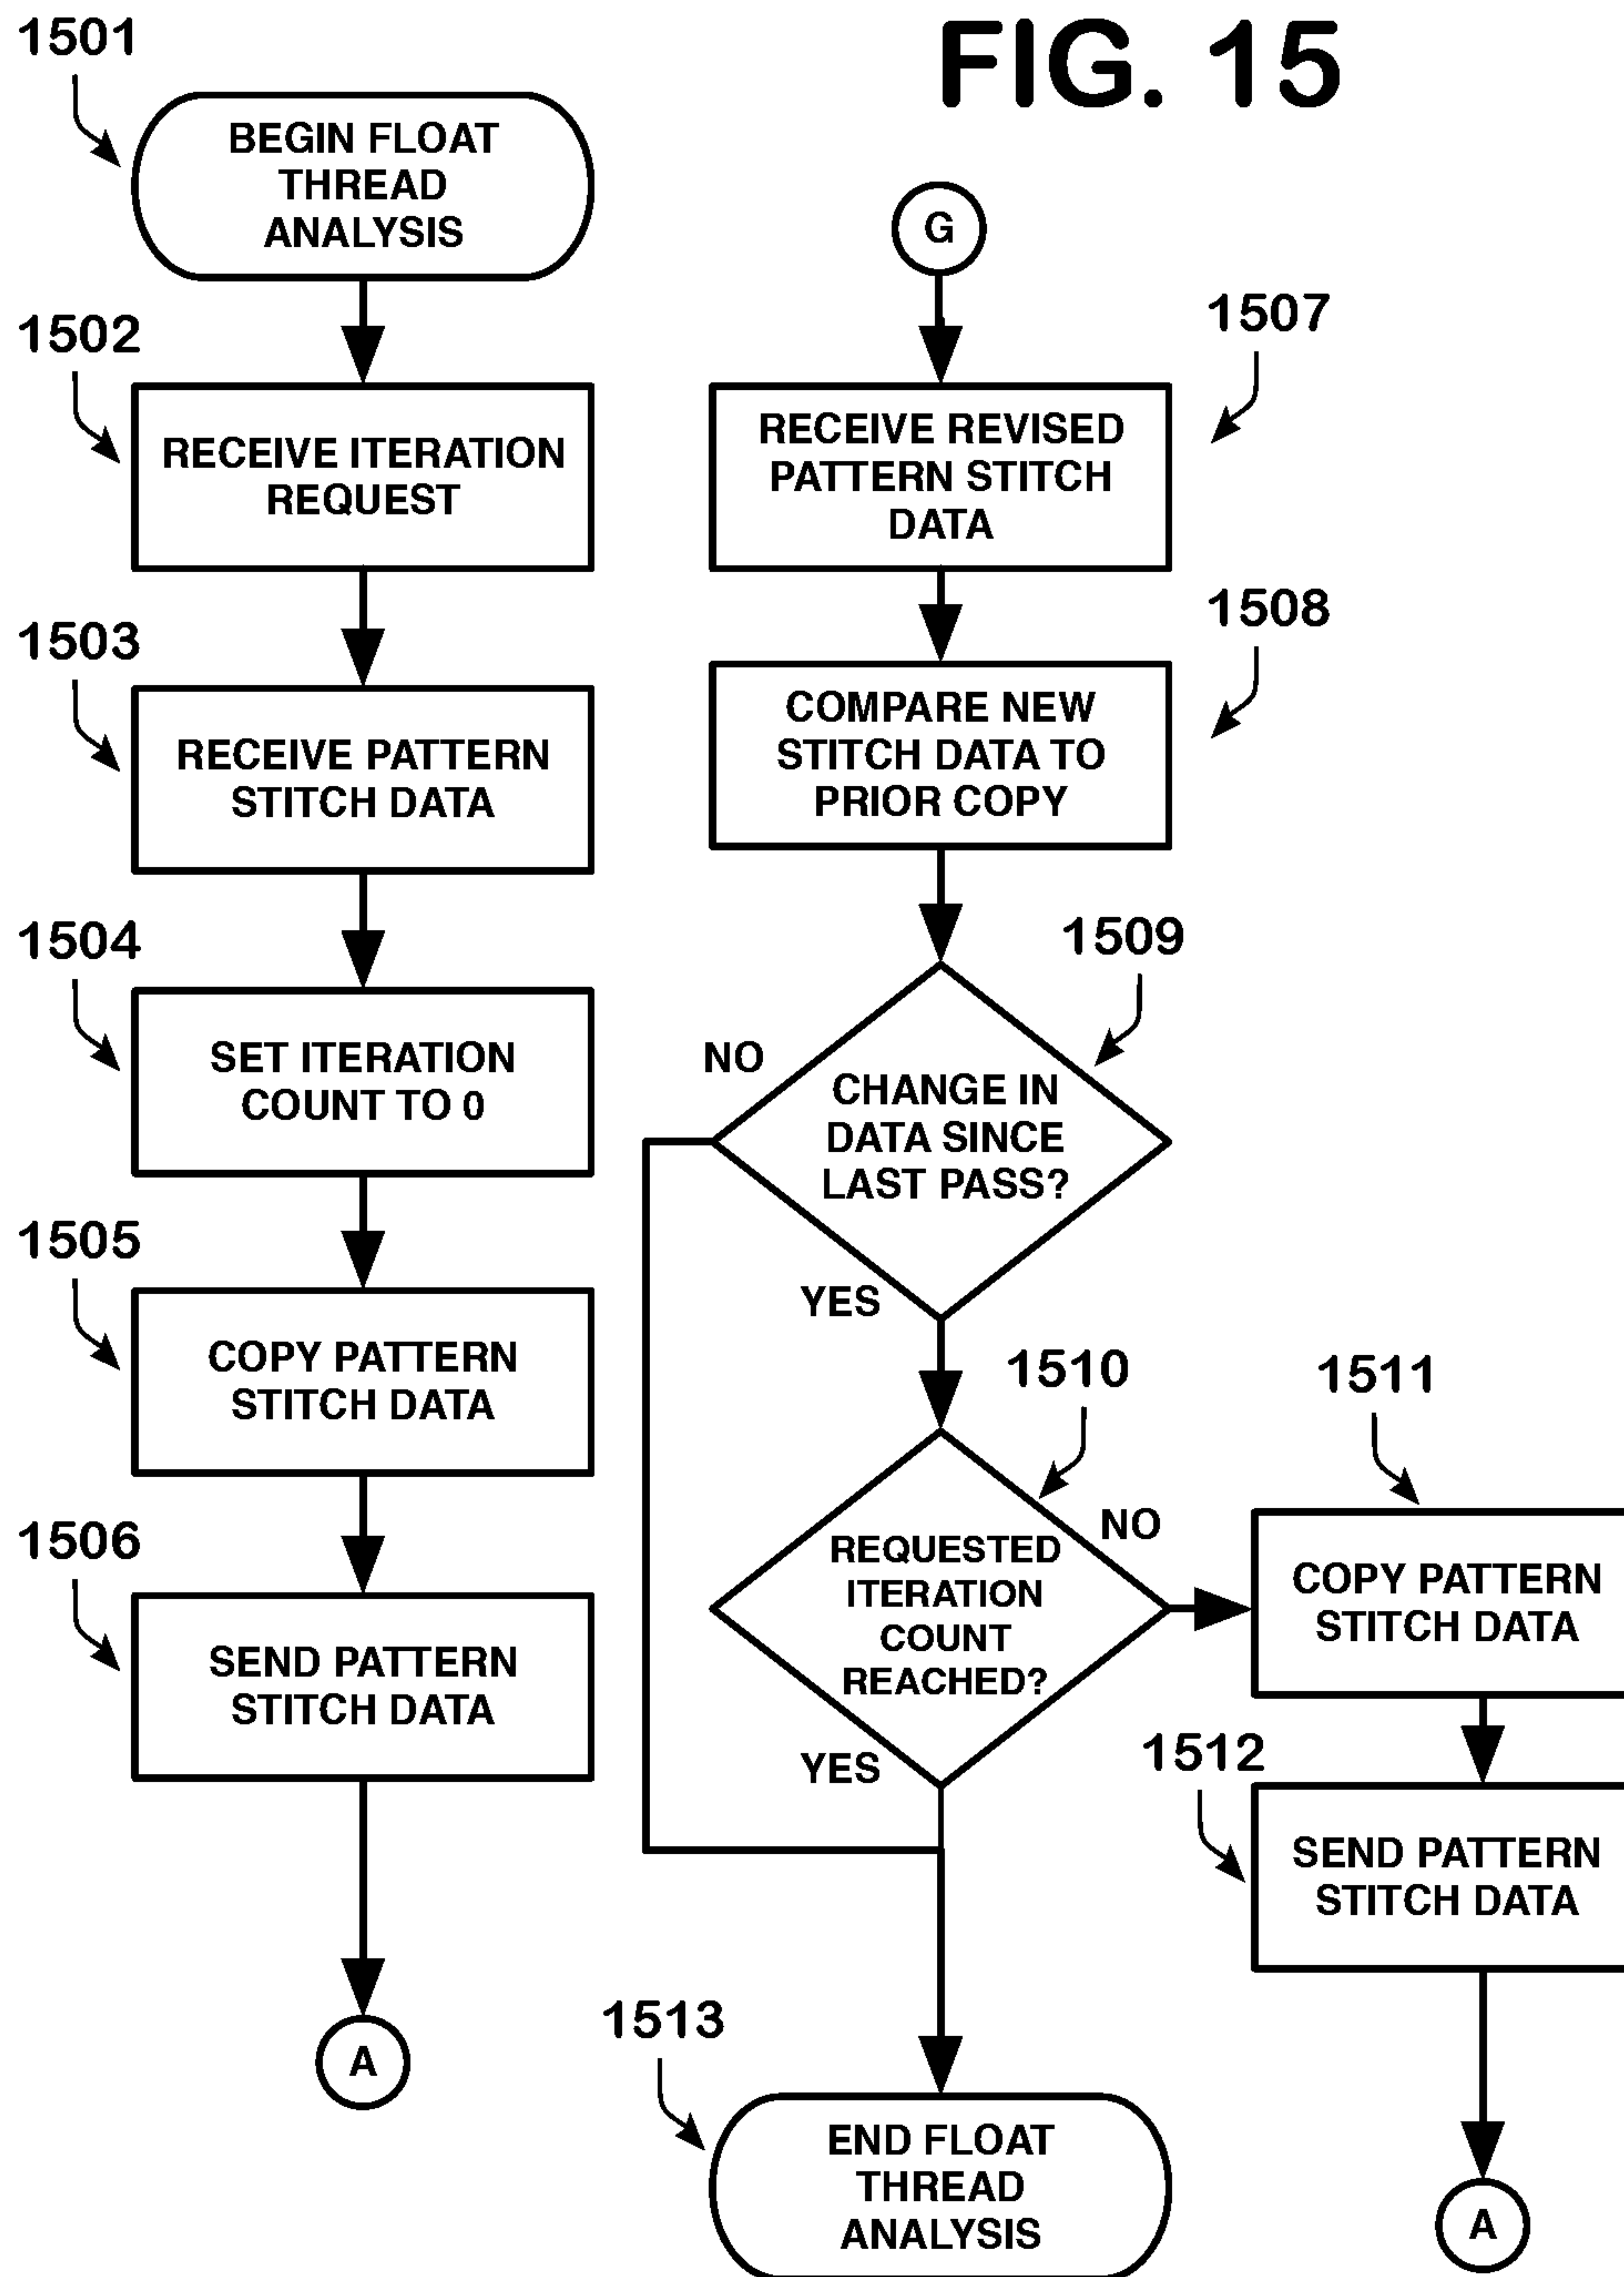 FIG. 15
1501
BEGIN FLOAT
THREAD
ANALYSIS
1502
RECEIVE ITERATION
REQUEST
1503
RECEIVE PATTERN
STITCH DATA
1504
SET ITERATION
COUNT TO 0
1505
COPY PATTERN
STITCH DATA
1506
SEND PATTERN
STITCH DATA
A
G
1507
RECEIVE REVISED
PATTERN STITCH
DATA
1508
COMPARE NEW
STITCH DATA TO
PRIOR COPY
1509
NO
CHANGE IN
DATA SINCE
LAST PASS?
YES
1510
NO
REQUESTED
ITERATION
COUNT
REACHED?
YES
1511
COPY PATTERN
STITCH DATA
1512
SEND PATTERN
STITCH DATA
A
1513
END FLOAT
THREAD
ANALYSIS